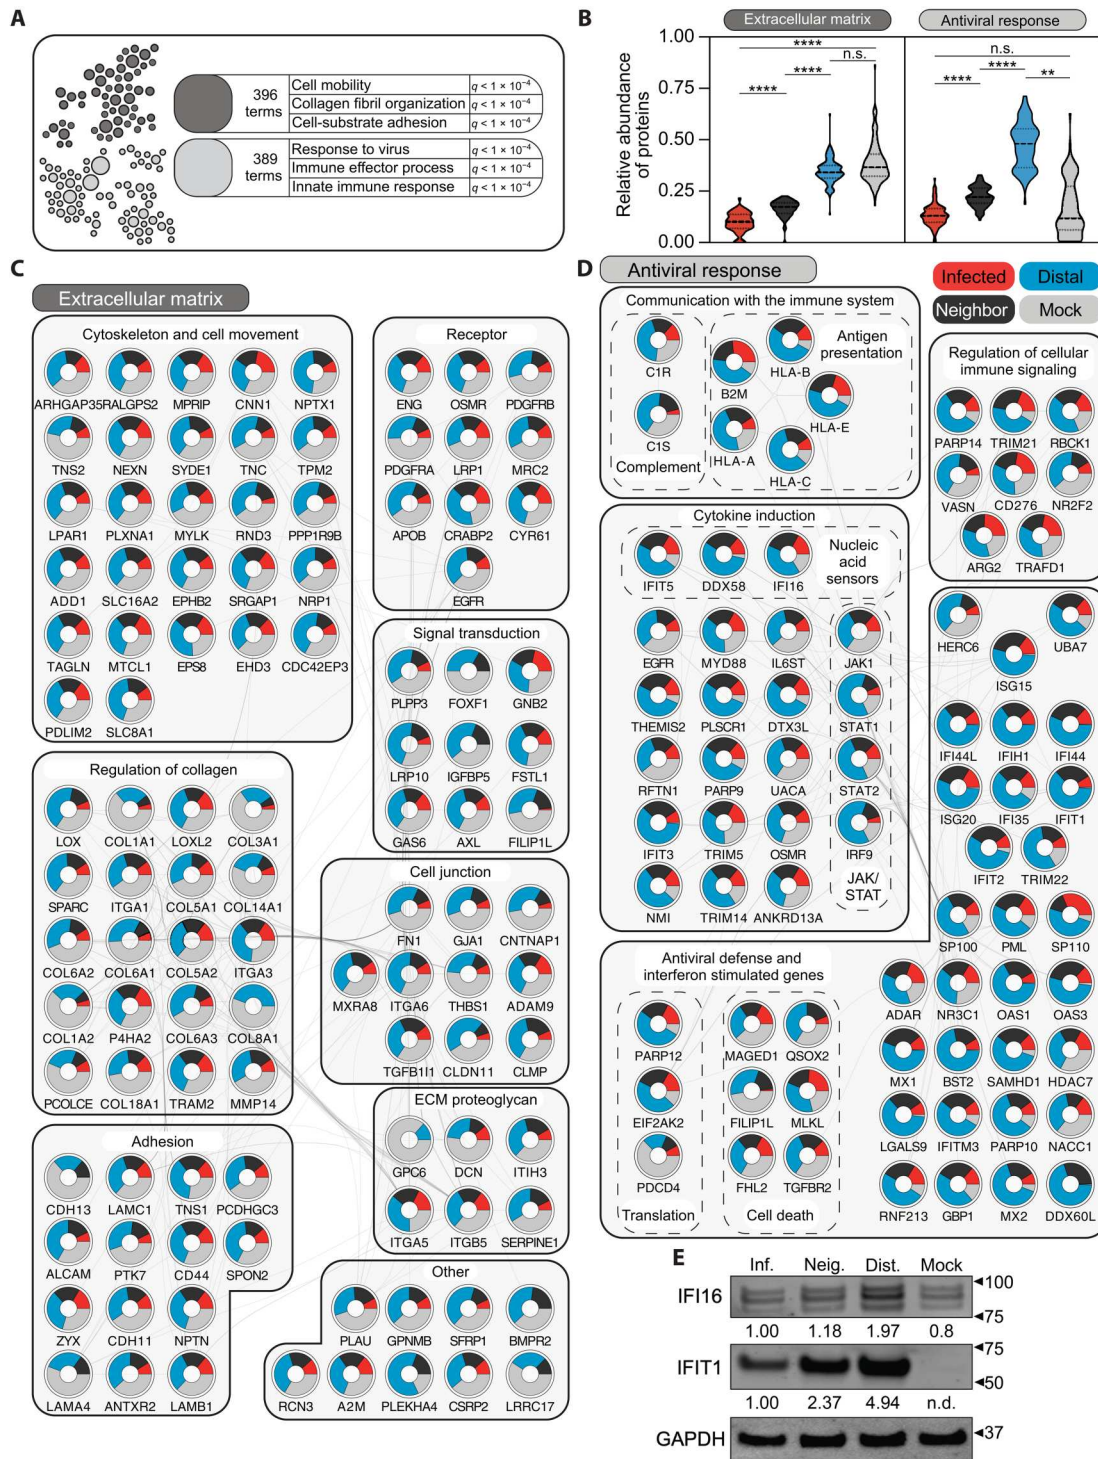 A
396
terms
Cell mobility
q < 1 × 10⁻⁴
Collagen fibril organization
q < 1 × 10⁻⁴
Cell-substrate adhesion
q < 1 × 10⁻⁴
389
terms
Response to virus
q < 1 × 10⁻⁴
Immune effector process
q < 1 × 10⁻⁴
Innate immune response
q < 1 × 10⁻⁴
B
Extracellular matrix
Antiviral response
Relative abundance
of proteins
1.00
0.75
0.50
0.25
0.00
****
n.s.
****
****
n.s.
****
****
**
C
Extracellular matrix
Cytoskeleton and cell movement
ARHGAP35 RALGPS2 MPRIP CNN1 NPTX1
TNS2 NEXN SYDE1 TNC TPM2
LPAR1 PLXNA1 MYLK RND3 PPP1R9B
ADD1 SLC16A2 EPHB2 SRGAP1 NRP1
TAGLN MTCL1 EPS8 EHD3 CDC42EP3
PDLIM2 SLC8A1
Receptor
ENG OSMR PDGFRB
PDGFRA LRP1 MRC2
APOB CRABP2 CYR61
EGFR
Signal transduction
PLPP3 FOXF1 GNB2
LRP10 IGFBP5 FSTL1
GAS6 AXL FILIP1L
Regulation of collagen
LOX COL1A1 LOXL2 COL3A1
SPARC ITGA1 COL5A1 COL14A1
COL6A2 COL6A1 COL5A2 ITGA3
COL1A2 P4HA2 COL6A3 COL8A1
PCOLCE COL18A1 TRAM2 MMP14
Cell junction
FN1 GJA1 CNTNAP1
MXRA8 ITGA6 THBS1 ADAM9
TGFB1I1 CLDN11 CLMP
ECM proteoglycan
GPC6 DCN ITIH3
ITGA5 ITGB5 SERPINE1
Adhesion
CDH13 LAMC1 TNS1 PCDHGC3
ALCAM PTK7 CD44 SPON2
ZYX CDH11 NPTN
LAMA4 ANTXR2 LAMB1
Other
PLAU GPNMB SFRP1 BMPR2
RCN3 A2M PLEKHA4 CSRP2 LRRC17
D
Antiviral response
Infected Distal
Neighbor Mock
Communication with the immune system
C1R
C1S
Complement
Antigen
presentation
B2M HLA-B
HLA-E
HLA-A
HLA-C
Regulation of cellular
immune signaling
PARP14 TRIM21 RBCK1
VASN CD276 NR2F2
ARG2 TRAFD1
Cytokine induction
Nucleic
acid
sensors
IFIT5 DDX58 IFI16
EGFR MYD88 IL6ST JAK1
THEMIS2 PLSCR1 DTX3L STAT1
RFTN1 PARP9 UACA STAT2
IFIT3 TRIM5 OSMR IRF9
NMI TRIM14 ANKRD13A
JAK/
STAT
Antiviral defense and
interferon stimulated genes
PARP12
EIF2AK2
PDCD4
Translation
MAGED1 QSOX2
FILIP1L MLKL
FHL2 TGFBR2
Cell death
HERC6 UBA7
ISG15
IFI44L IFIH1 IFI44
ISG20 IFI35 IFIT1
IFIT2 TRIM22
SP100 PML SP110
ADAR NR3C1 OAS1 OAS3
MX1 BST2 SAMHD1 HDAC7
LGALS9 IFITM3 PARP10 NACC1
RNF213 GBP1 MX2 DDX60L
E
Inf. Neig. Dist. Mock
IFI16
100
75
1.00 1.18 1.97 0.8
IFIT1
75
50
1.00 2.37 4.94 n.d.
GAPDH
37